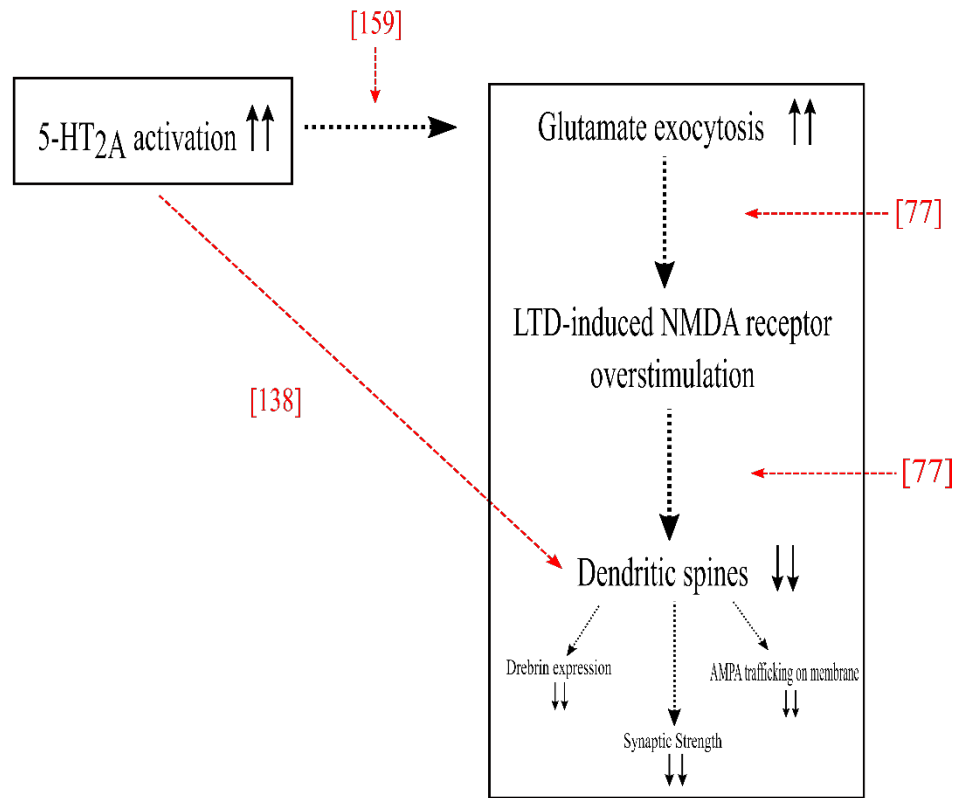 [159]
5-HT2A activation
Glutamate exocytosis
[77]
LTD-induced NMDA receptor
overstimulation
[138]
[77]
Dendritic spines
Drebrin expression
AMPA trafficking on membrane
Synaptic Strength